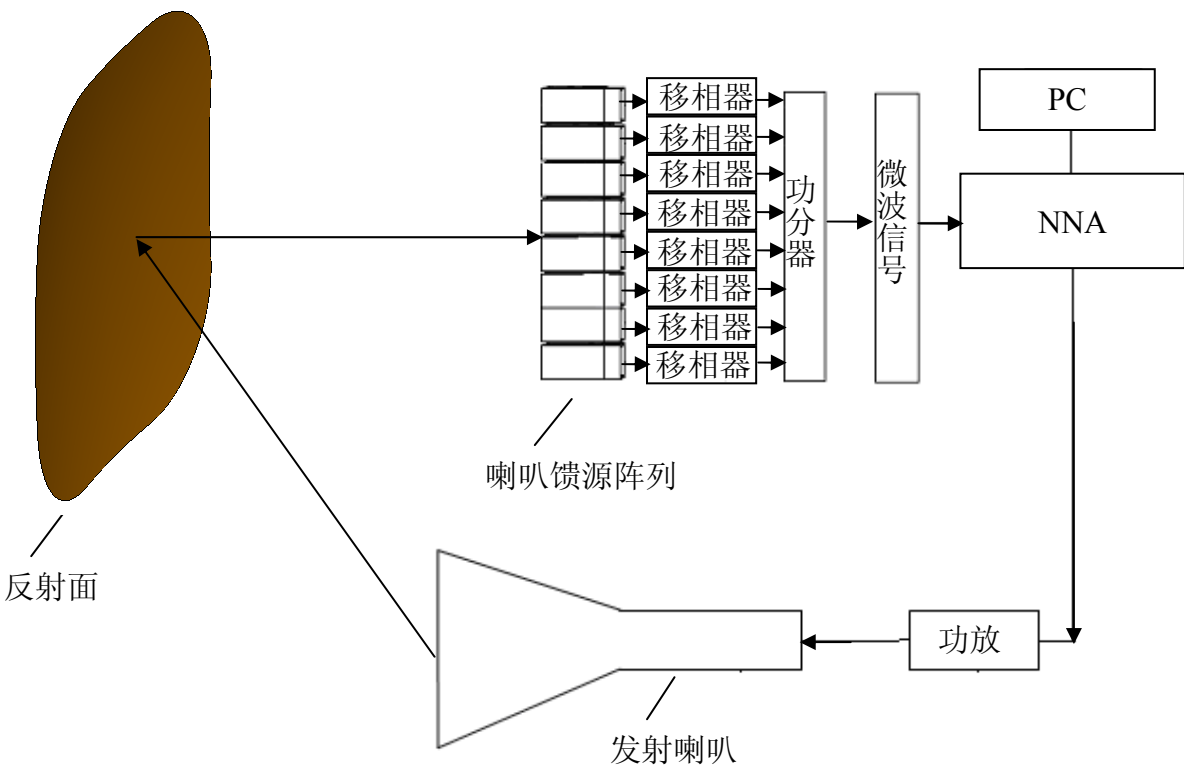 移相器
移相器
移相器
移相器
移相器
移相器
移相器
移相器
功分器
微波信号
PC
NNA
喇叭馈源阵列
反射面
功放
发射喇叭